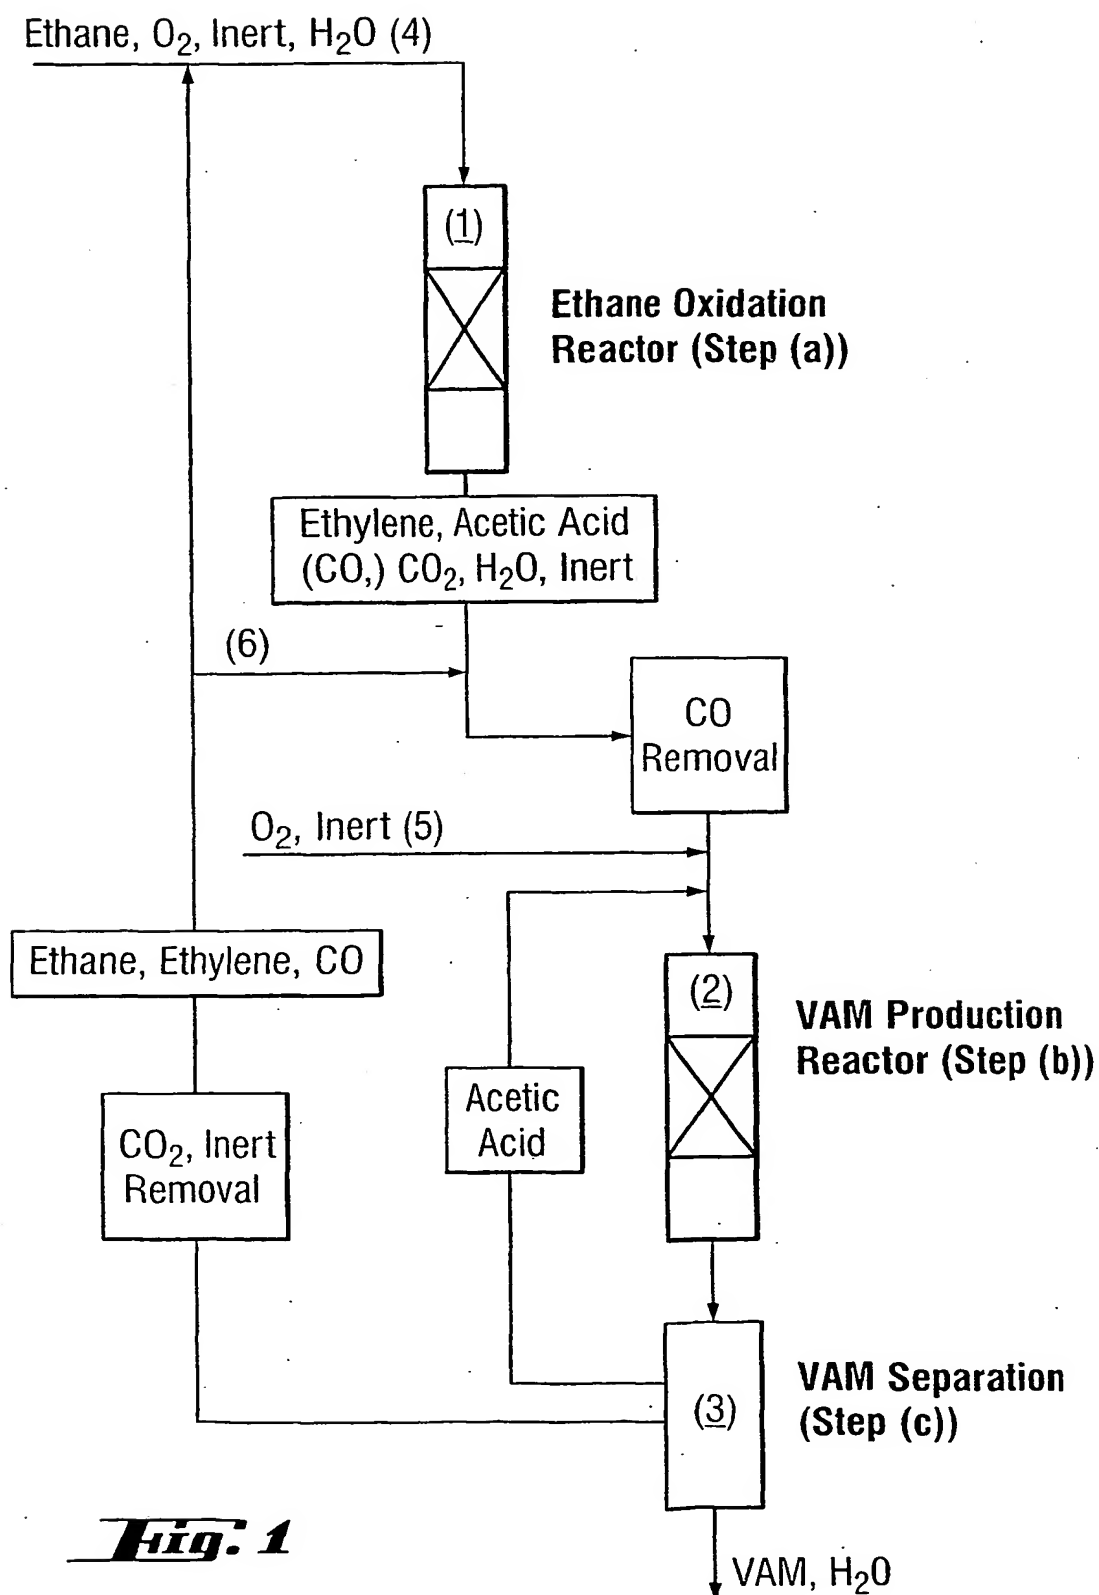 Ethane, O₂, Inert, H₂O (4)
(1)
Ethane Oxidation
Reactor (Step (a))
Ethylene, Acetic Acid
(CO,) CO₂, H₂O, Inert
(6)
CO
Removal
O₂, Inert (5)
Ethane, Ethylene, CO
(2)
VAM Production
Reactor (Step (b))
Acetic
Acid
CO₂, Inert
Removal
VAM Separation
(Step (c))
(3)
Fig. 1
VAM, H₂O